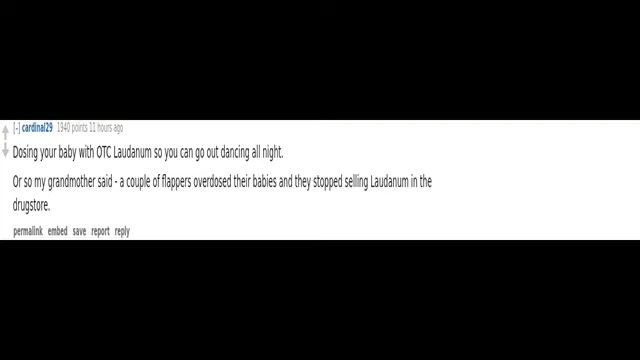 [-] cardinal29 1940 points 11 hours ago
Dosing your baby with OTC Laudanum so you can go out dancing all night.
Or so my grandmother said - a couple of flappers overdosed their babies and they stopped selling Laudanum in the
drugstore.
permalink embed save report reply